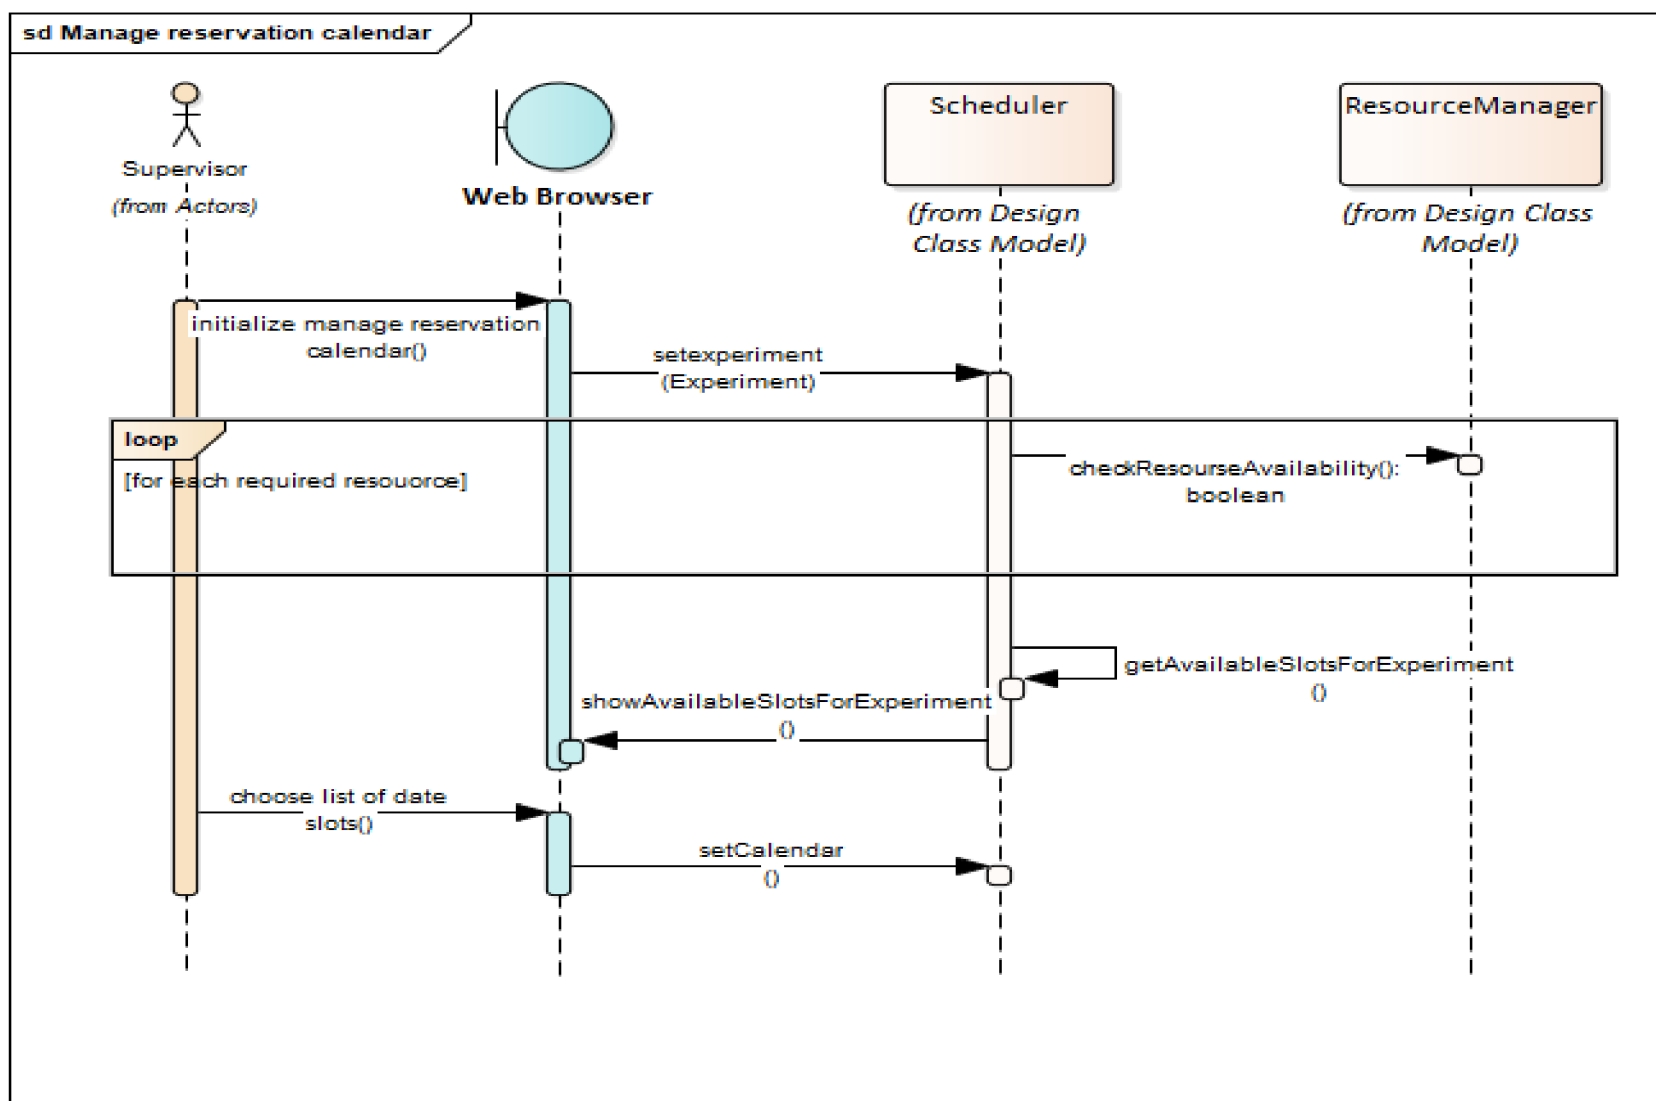 sd Manage reservation calendar
Supervisor
(from Actors)
Web Browser
Scheduler
(from Design
Class Model)
ResourceManager
(from Design Class
Model)
initialize manage reservation
calendar()
setexperiment
(Experiment)
loop
[for each required resouorce]
checkResourseAvailability():
boolean
getAvailableSlotsForExperiment
()
showAvailableSlotsForExperiment
()
choose list of date
slots()
setCalendar
()